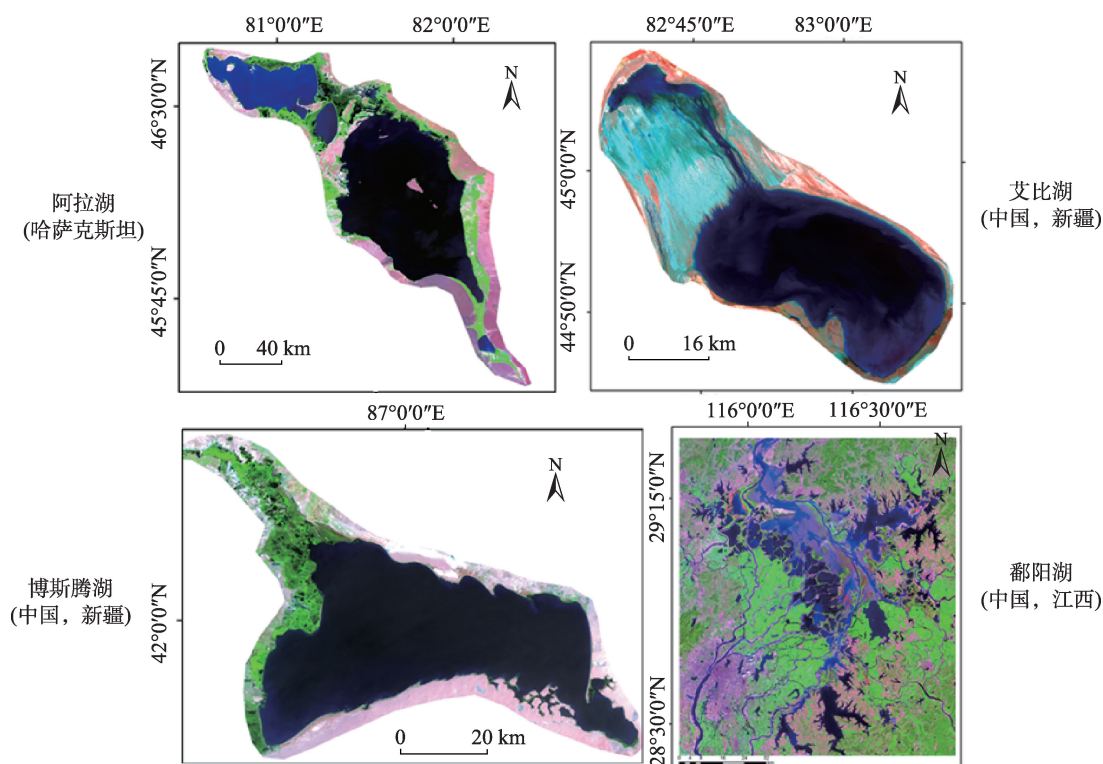 81°0′0″E
82°0′0″E
46°30′0″N
45°45′0″N
N
0
40 km
阿拉湖
(哈萨克斯坦)
82°45′0″E
83°0′0″E
45°0′0″N
44°50′0″N
N
0
16 km
艾比湖
(中国，新疆)
87°0′0″E
42°0′0″N
N
0
20 km
博斯腾湖
(中国，新疆)
116°0′0″E
116°30′0″E
29°15′0″N
28°30′0″N
N
鄱阳湖
(中国，江西)